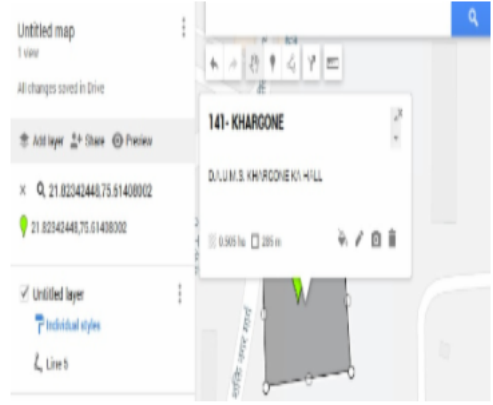 Untitled map
1 view
All changes saved in Drive
Add layer Share Preview
21.82342448,75.61408002
21.82342448,75.61408002
Untitled layer
Individual styles
Line 5
141- KHARGONE
KHARGONE KA HALL
0.505 ha 285 m